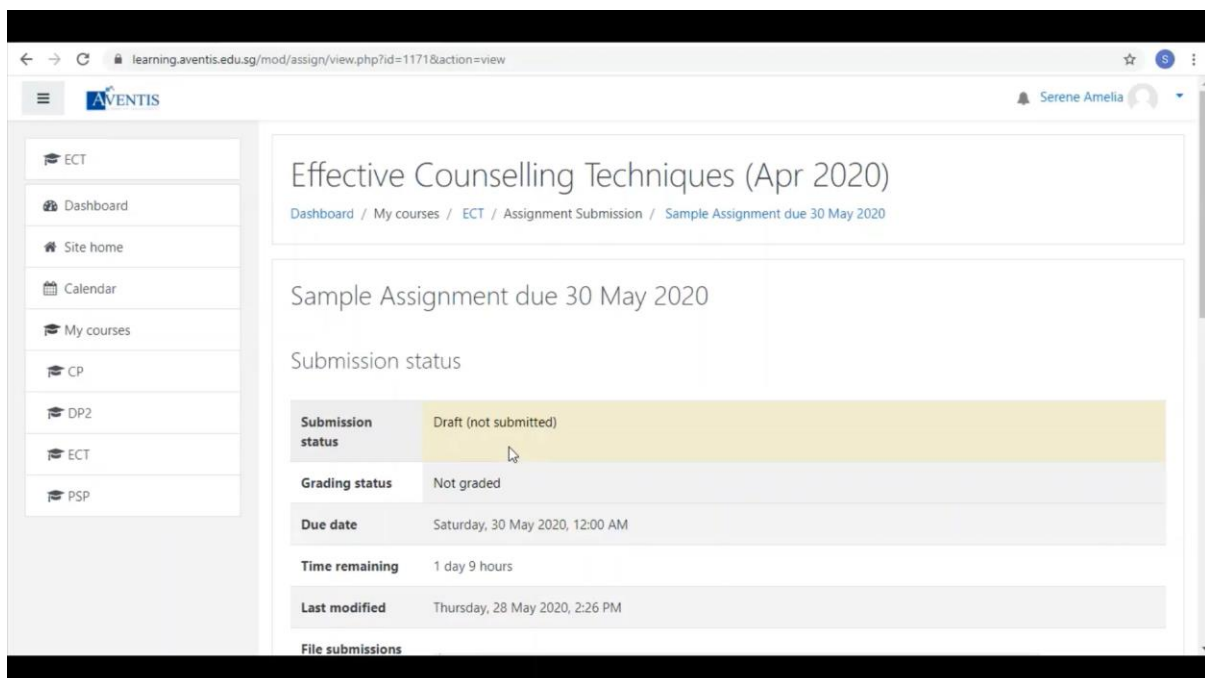 learning.aventis.edu.sg/mod/assign/view.php?id=1171&action=view
S
AVENTIS
Serene Amelia
ECT
Dashboard
Site home
Calendar
My courses
CP
DP2
ECT
PSP
Effective Counselling Techniques (Apr 2020)
Dashboard / My courses / ECT / Assignment Submission / Sample Assignment due 30 May 2020
Sample Assignment due 30 May 2020
Submission status
Submission
status
Draft (not submitted)
Grading status Not graded
Due date Saturday, 30 May 2020, 12:00 AM
Time remaining 1 day 9 hours
Last modified Thursday, 28 May 2020, 2:26 PM
File submissions